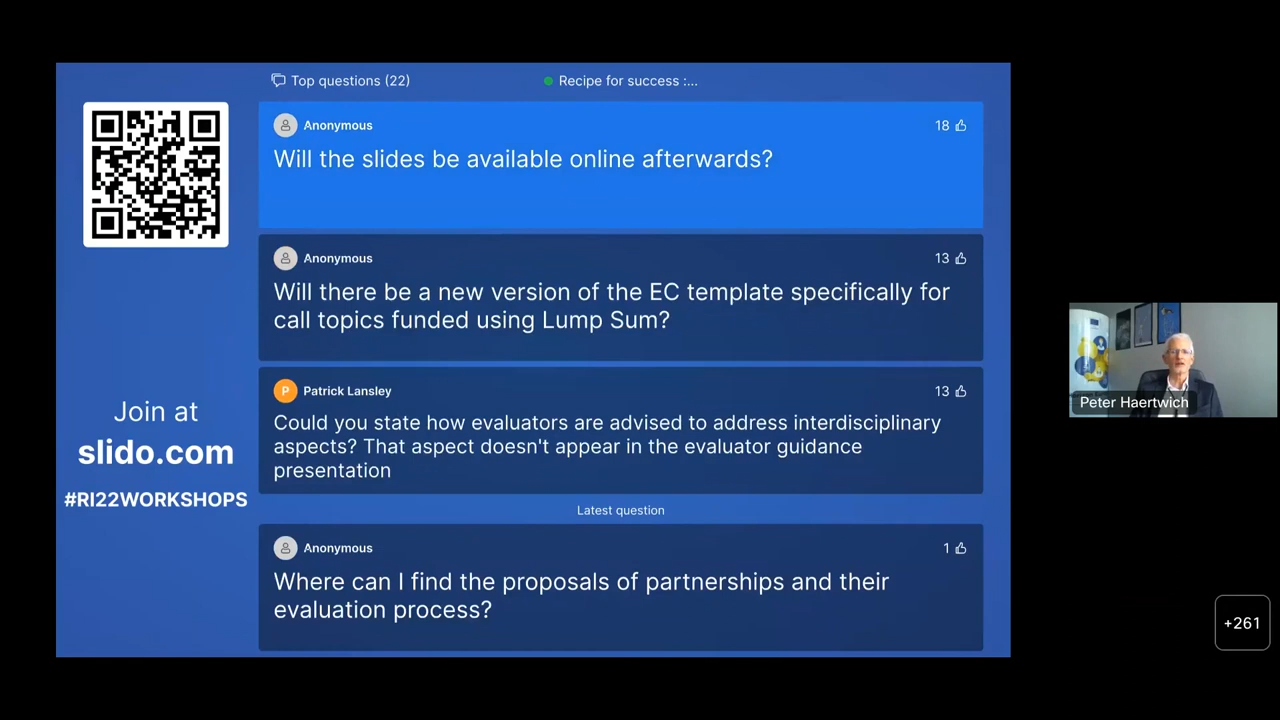 Top questions (22)
Recipe for success :...
Anonymous
18
Will the slides be available online afterwards?
Anonymous
13
Will there be a new version of the EC template specifically for
call topics funded using Lump Sum?
P
Patrick Lansley
13
Could you state how evaluators are advised to address interdisciplinary
aspects? That aspect doesn't appear in the evaluator guidance
presentation
Latest question
Anonymous
1
Where can I find the proposals of partnerships and their
evaluation process?
Join at
slido.com
#RI22WORKSHOPS
Peter Haertwich
+261